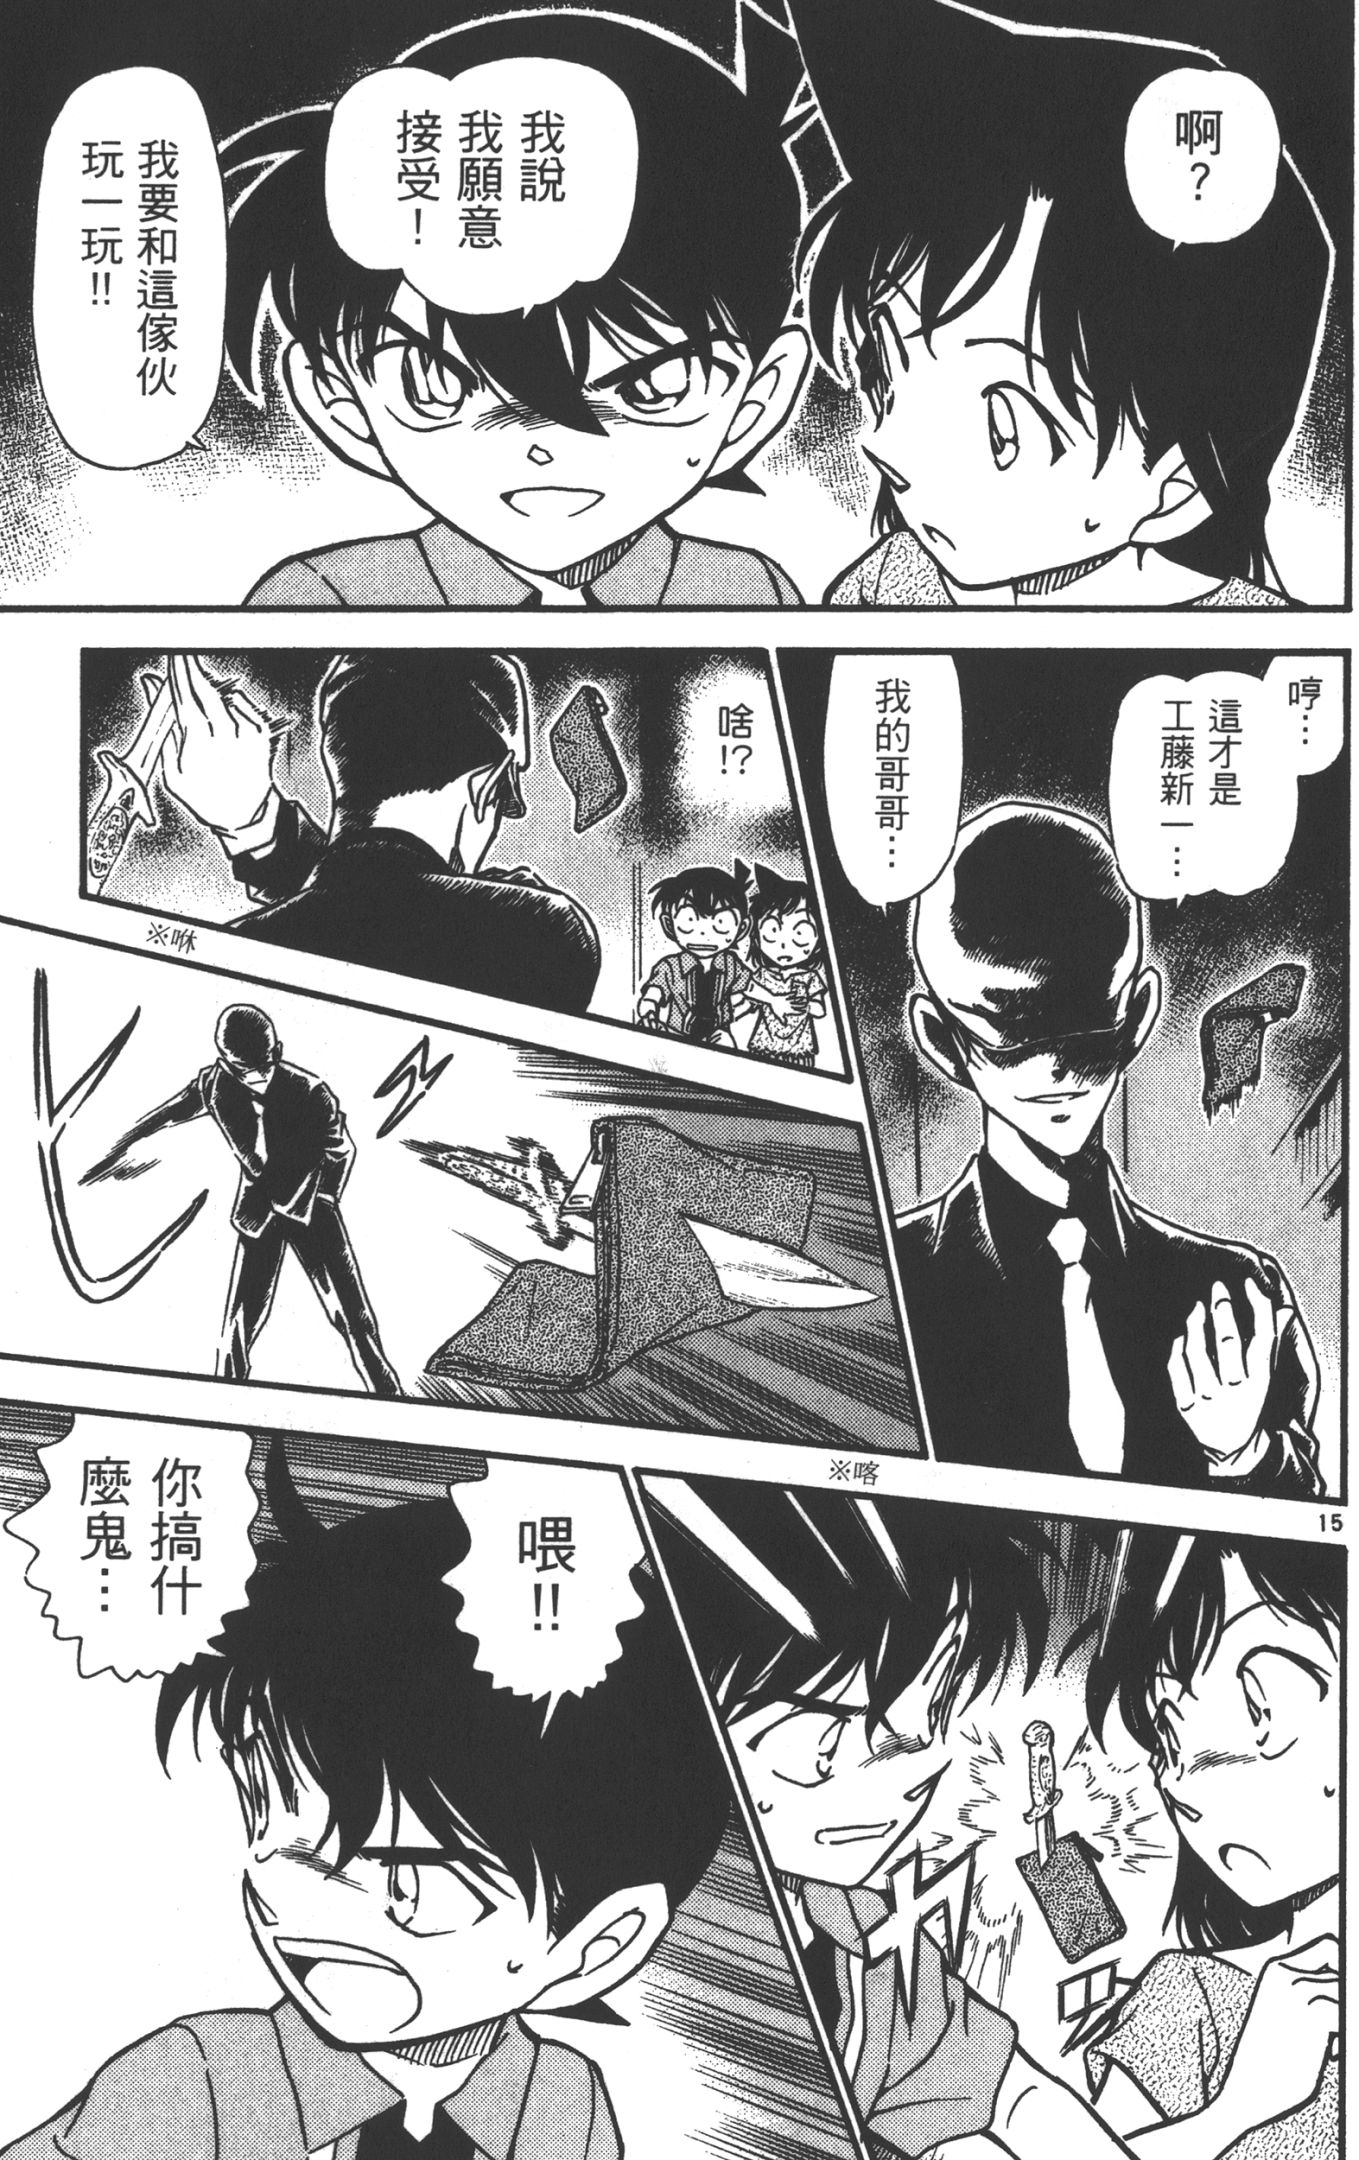 啊？
我說
我願意
接受！
我要和這傢伙
玩一玩!!
哼…
這才是
工藤新一…
我的哥哥…
啥!?
※咻
※喀
喂!!
你搞什
麼鬼…
15